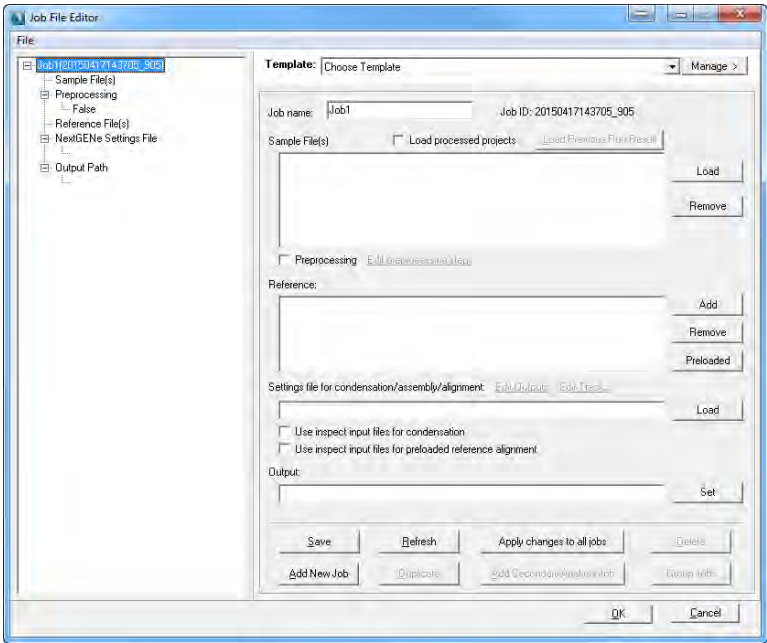 Job File Editor
File
Job1(20150417143705_905)
Sample File(s)
Preprocessing
False
Reference File(s)
NextGENe Settings File
Output Path
Template: Choose Template
Manage >
Job name: Job1
Job ID: 20150417143705_905
Sample File(s)
Load processed projects
Load Previous Run Result
Load
Remove
Preprocessing
Edit preprocessing steps
Reference:
Add
Remove
Preloaded
Settings file for condensation/assembly/alignment:
Edit Outputs
Edit Tracks
Load
Use inspect input files for condensation
Use inspect input files for preloaded reference alignment
Output:
Set
Save
Refresh
Apply changes to all jobs
Delete
Add New Job
Duplicate
Add Secondary Analysis Job
Group Jobs
OK
Cancel